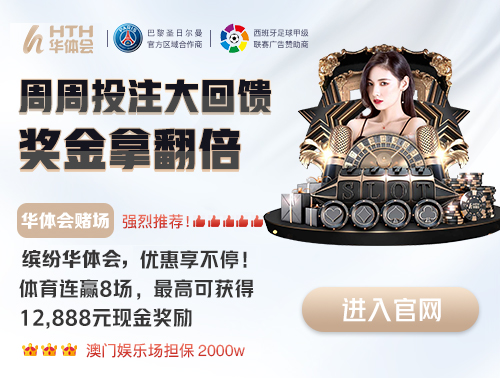 HTH
华体会
巴黎圣日尔曼
官方区域合作商
西班牙足球甲级
联赛广告赞助商
周周投注大回馈
奖金拿翻倍
SLOT
华体会赌场 强烈推荐!
缤纷华体会，优惠享不停!
体育连赢8场，最高可获得
12,888元现金奖励
进入官网
澳门娱乐场担保 2000w